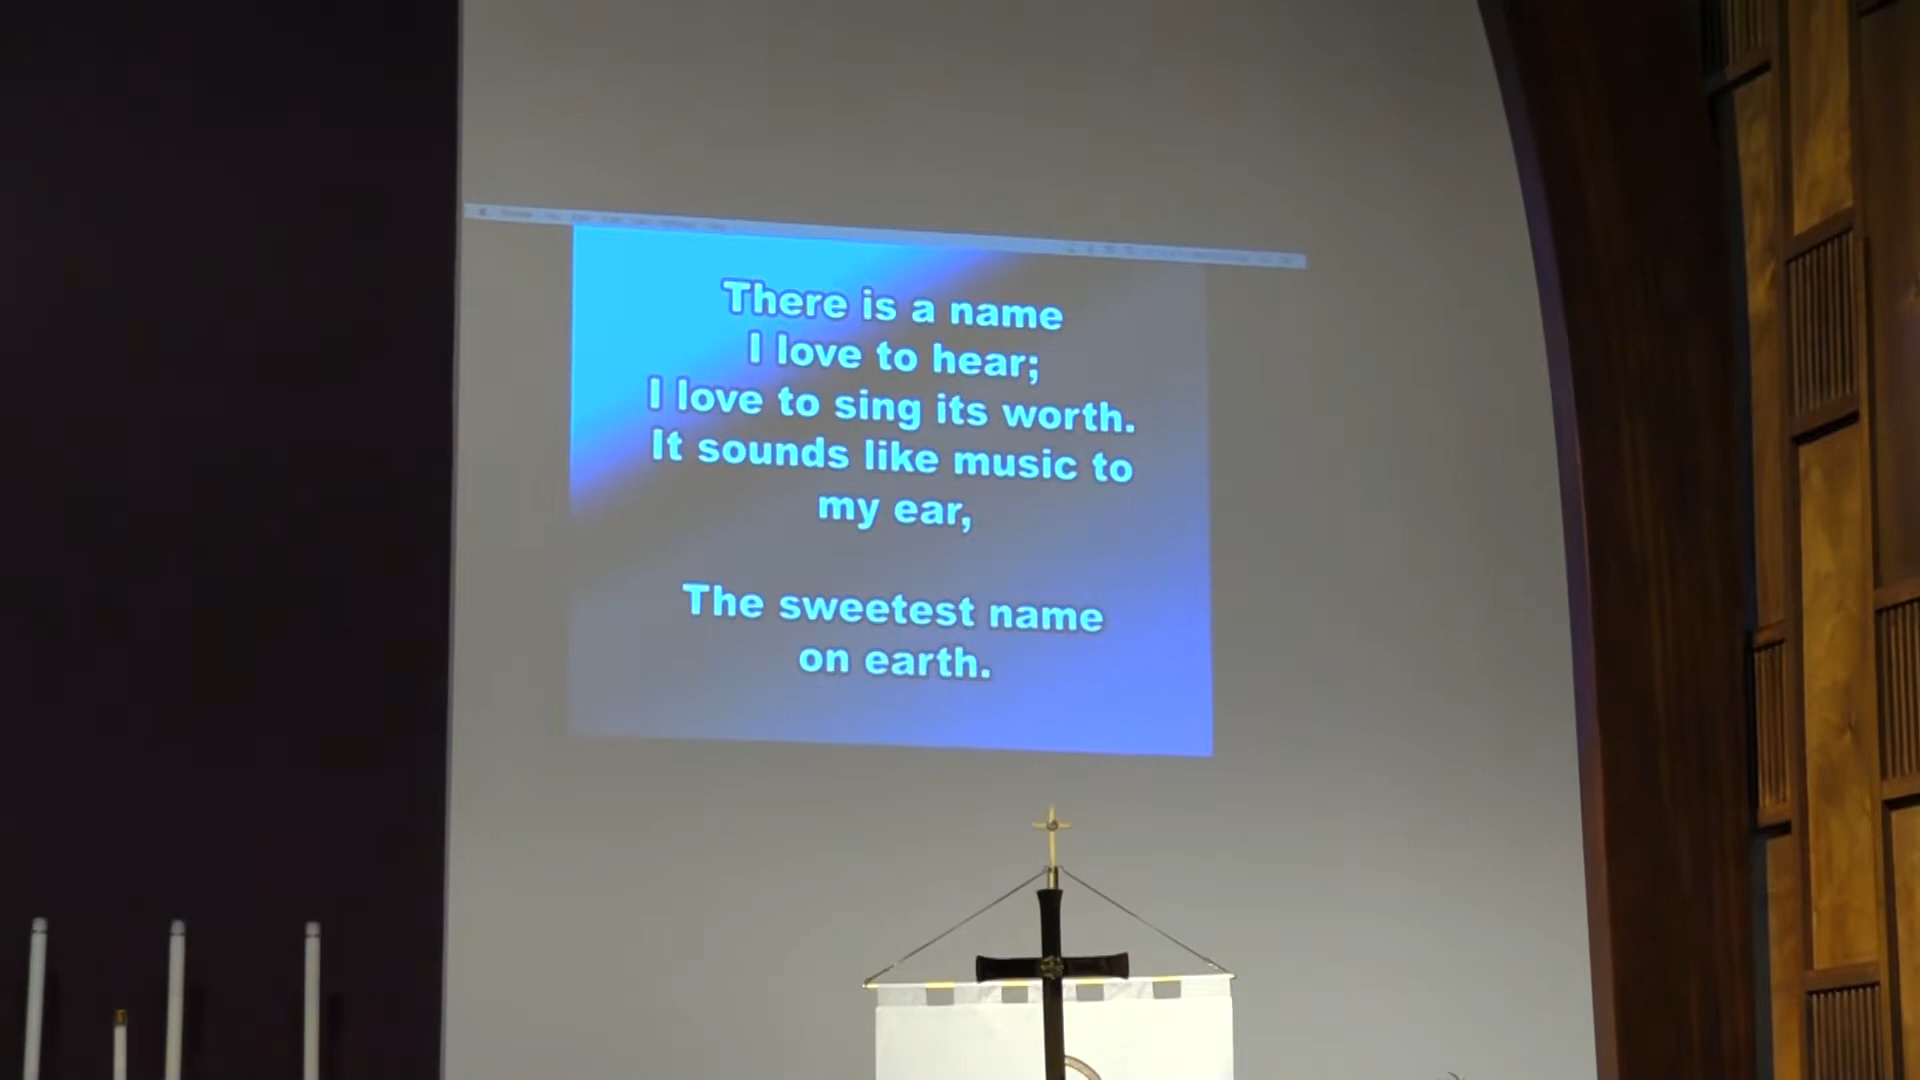 There is a name
I love to hear;
I love to sing its worth.
It sounds like music to
my ear,
The sweetest name
on earth.